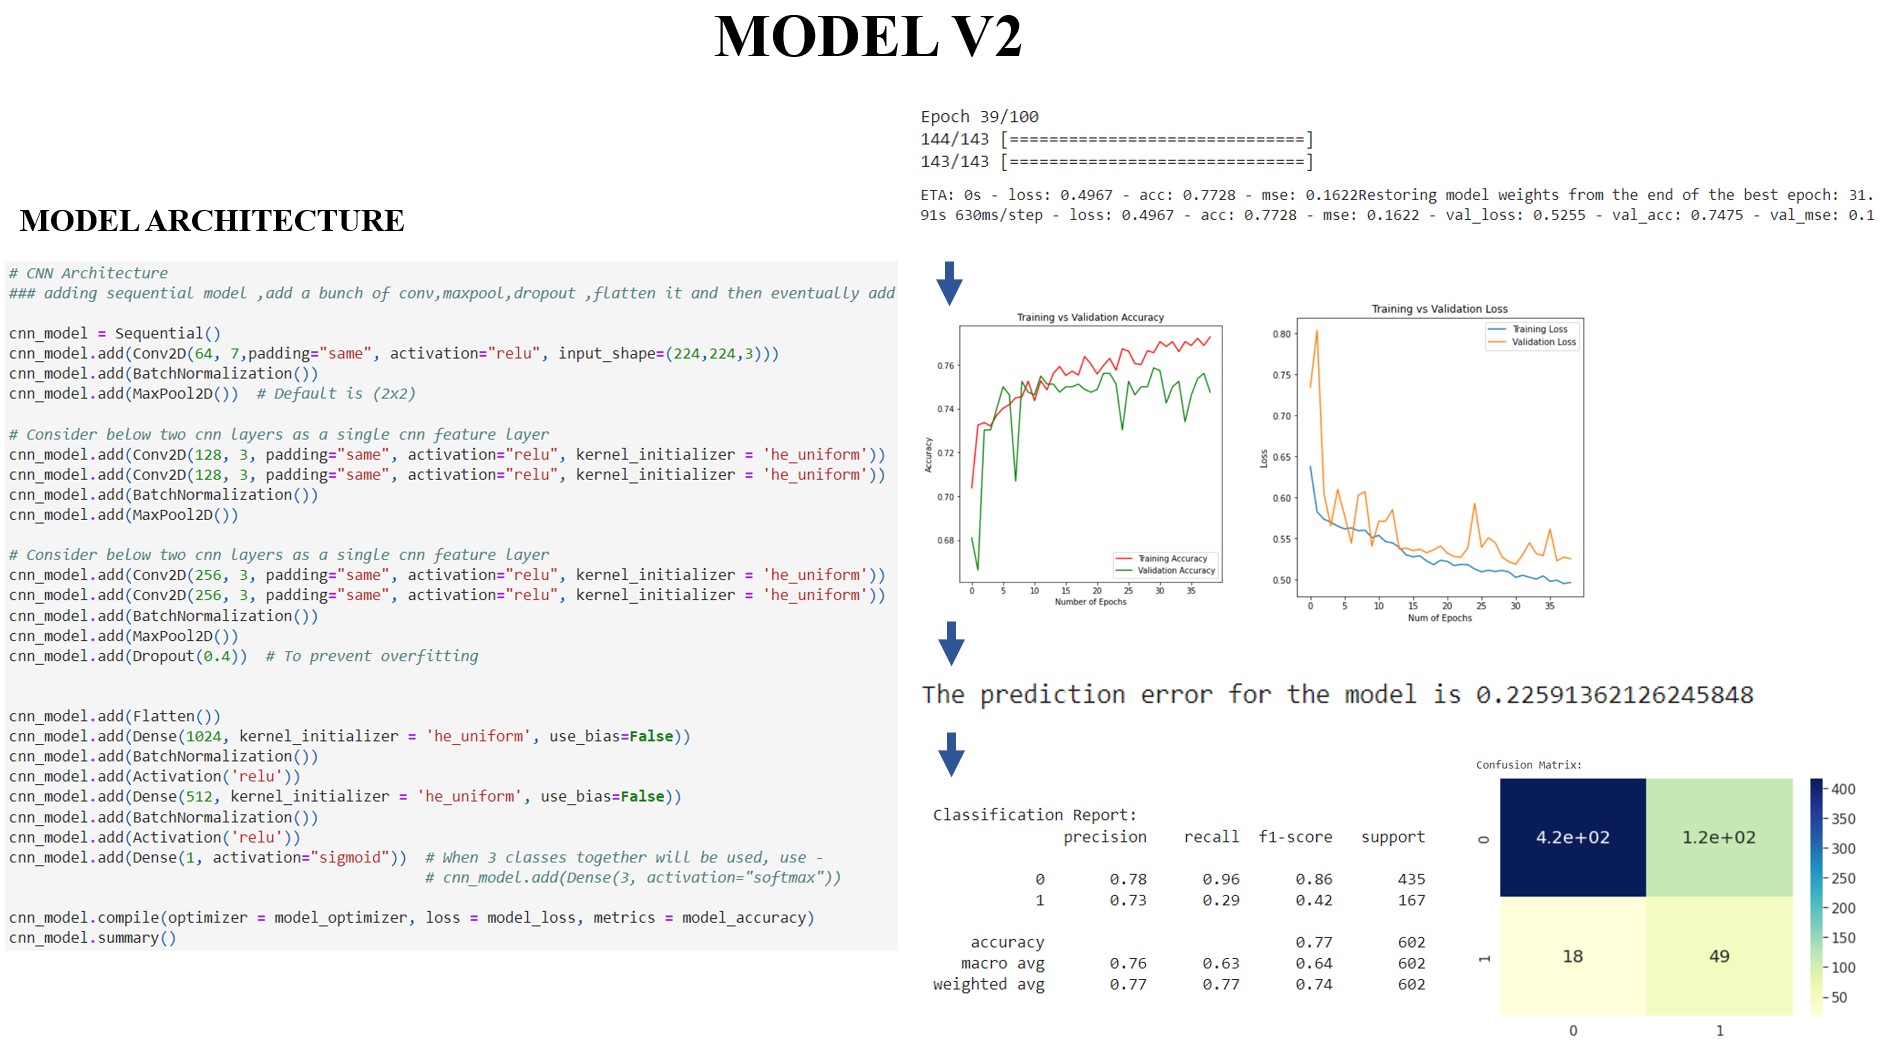 MODEL V2
MODEL ARCHITECTURE
# CNN Architecture
### adding sequential model ,add a bunch of conv,maxpool,dropout ,flatten it and then eventually add
cnn_model = Sequential()
cnn_model.add(Conv2D(64, 7,padding="same", activation="relu", input_shape=(224,224,3)))
cnn_model.add(BatchNormalization())
cnn_model.add(MaxPool2D())  # Default is (2x2)
# Consider below two cnn layers as a single cnn feature layer
cnn_model.add(Conv2D(128, 3, padding="same", activation="relu", kernel_initializer = 'he_uniform'))
cnn_model.add(Conv2D(128, 3, padding="same", activation="relu", kernel_initializer = 'he_uniform'))
cnn_model.add(BatchNormalization())
cnn_model.add(MaxPool2D())
# Consider below two cnn layers as a single cnn feature layer
cnn_model.add(Conv2D(256, 3, padding="same", activation="relu", kernel_initializer = 'he_uniform'))
cnn_model.add(Conv2D(256, 3, padding="same", activation="relu", kernel_initializer = 'he_uniform'))
cnn_model.add(BatchNormalization())
cnn_model.add(MaxPool2D())
cnn_model.add(Dropout(0.4))  # To prevent overfitting
cnn_model.add(Flatten())
cnn_model.add(Dense(1024, kernel_initializer = 'he_uniform', use_bias=False))
cnn_model.add(BatchNormalization())
cnn_model.add(Activation('relu'))
cnn_model.add(Dense(512, kernel_initializer = 'he_uniform', use_bias=False))
cnn_model.add(BatchNormalization())
cnn_model.add(Activation('relu'))
cnn_model.add(Dense(1, activation="sigmoid"))  # When 3 classes together will be used, use -
# cnn_model.add(Dense(3, activation="softmax"))
cnn_model.compile(optimizer = model_optimizer, loss = model_loss, metrics = model_accuracy)
cnn_model.summary()
Epoch 39/100
144/143 [==============================]
143/143 [==============================]
ETA: 0s - loss: 0.4967 - acc: 0.7728 - mse: 0.1622Restoring model weights from the end of the best epoch: 31.
91s 630ms/step - loss: 0.4967 - acc: 0.7728 - mse: 0.1622 - val_loss: 0.5255 - val_acc: 0.7475 - val_mse: 0.1
Training vs Validation Accuracy
Accuracy
0.76
0.74
0.72
0.70
0.68
Training Accuracy
Validation Accuracy
0 5 10 15 20 25 30 35
Number of Epochs
Training vs Validation Loss
Loss
0.80
0.75
0.70
0.65
0.60
0.55
0.50
Training Loss
Validation Loss
0 5 10 15 20 25 30 35
Num of Epochs
The prediction error for the model is 0.22591362126245848
Classification Report:
precision recall f1-score support
0 0.78 0.96 0.86 435
1 0.73 0.29 0.42 167
accuracy 0.77 602
macro avg 0.76 0.63 0.64 602
weighted avg 0.77 0.77 0.74 602
Confusion Matrix:
0 4.2e+02 1.2e+02
1 18 49
0 1
400
350
300
250
200
150
100
50